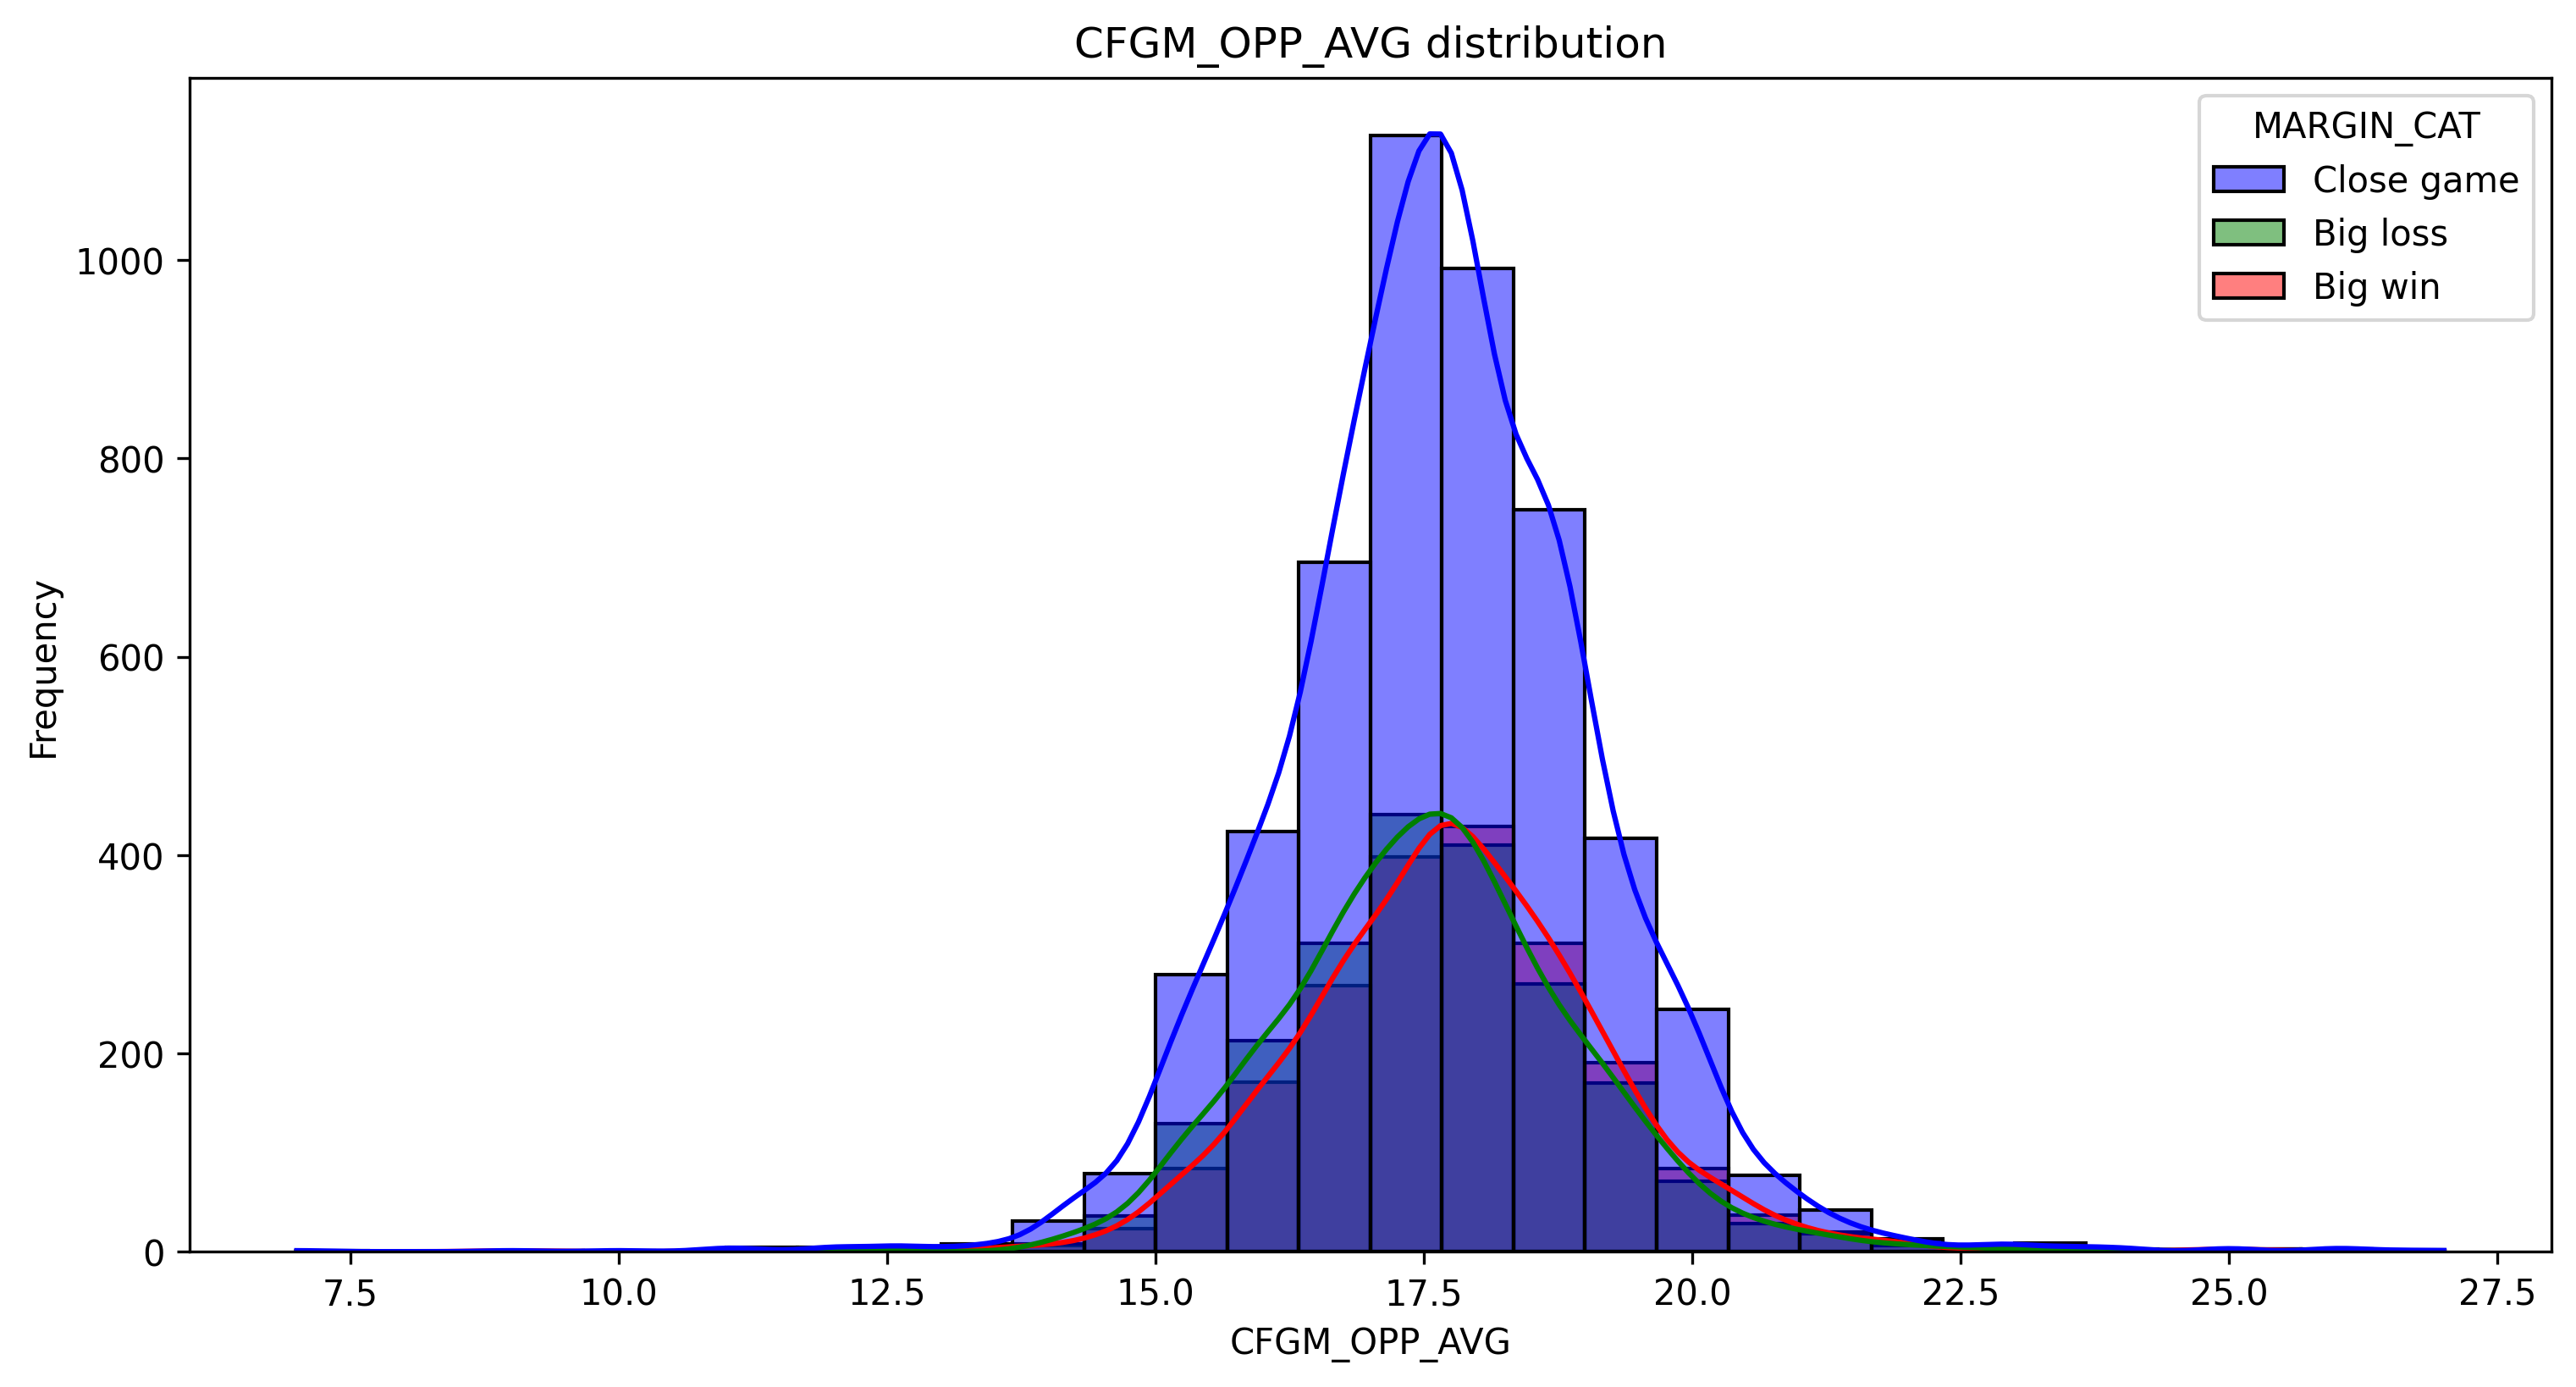 CFGM_OPP_AVG distribution
MARGIN_CAT
Close game
Big loss
Big win
Frequency
1000
800
600
400
200
0
7.5 10.0 12.5 15.0 17.5 20.0 22.5 25.0 27.5
CFGM_OPP_AVG